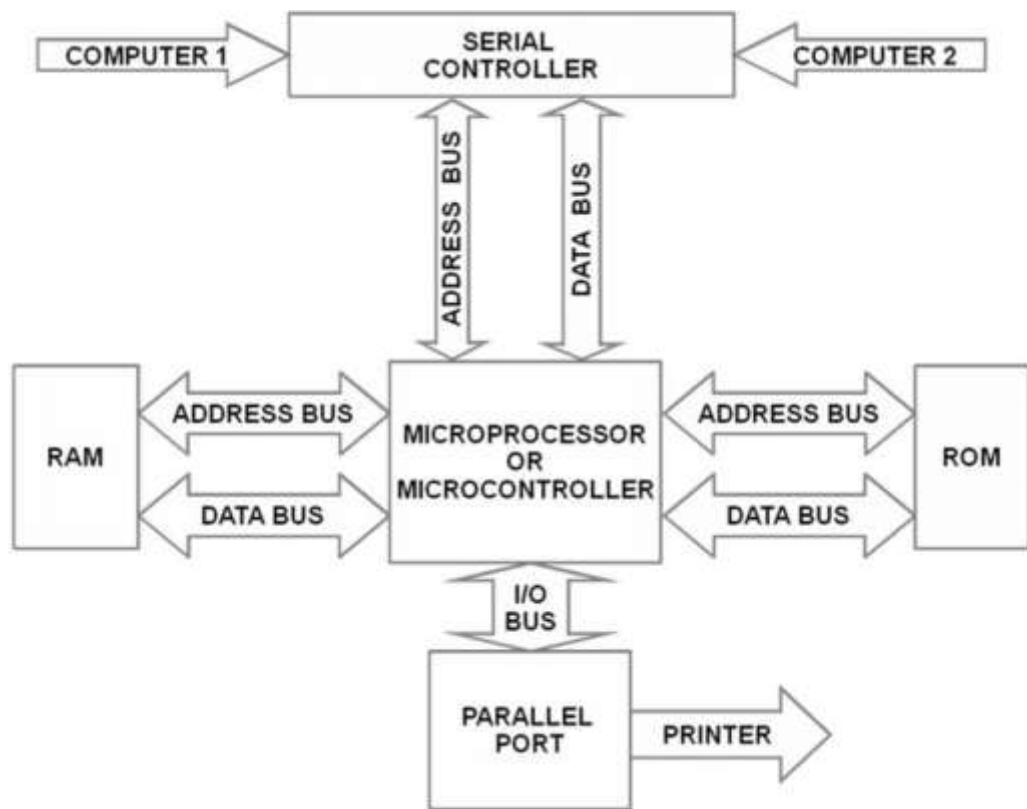 COMPUTER 1
SERIAL
CONTROLLER
COMPUTER 2
ADDRESS BUS
DATA BUS
RAM
ADDRESS BUS
DATA BUS
MICROPROCESSOR
OR
MICROCONTROLLER
ADDRESS BUS
DATA BUS
ROM
I/O
BUS
PARALLEL
PORT
PRINTER